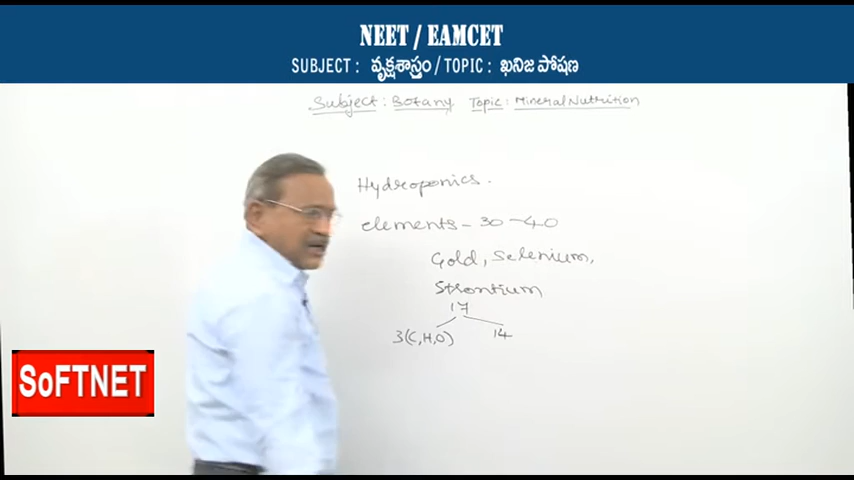 NEET / EAMCET
SUBJECT : వృక్షశాస్త్రం / TOPIC : ఖనిజ పోషణ
Subject : Botany Topic : Mineral Nutrition
Hydroponics.
elements - 30 - 40
Gold, Selenium,
Strontium
17
3(C,H,O) 14
SoFTNET